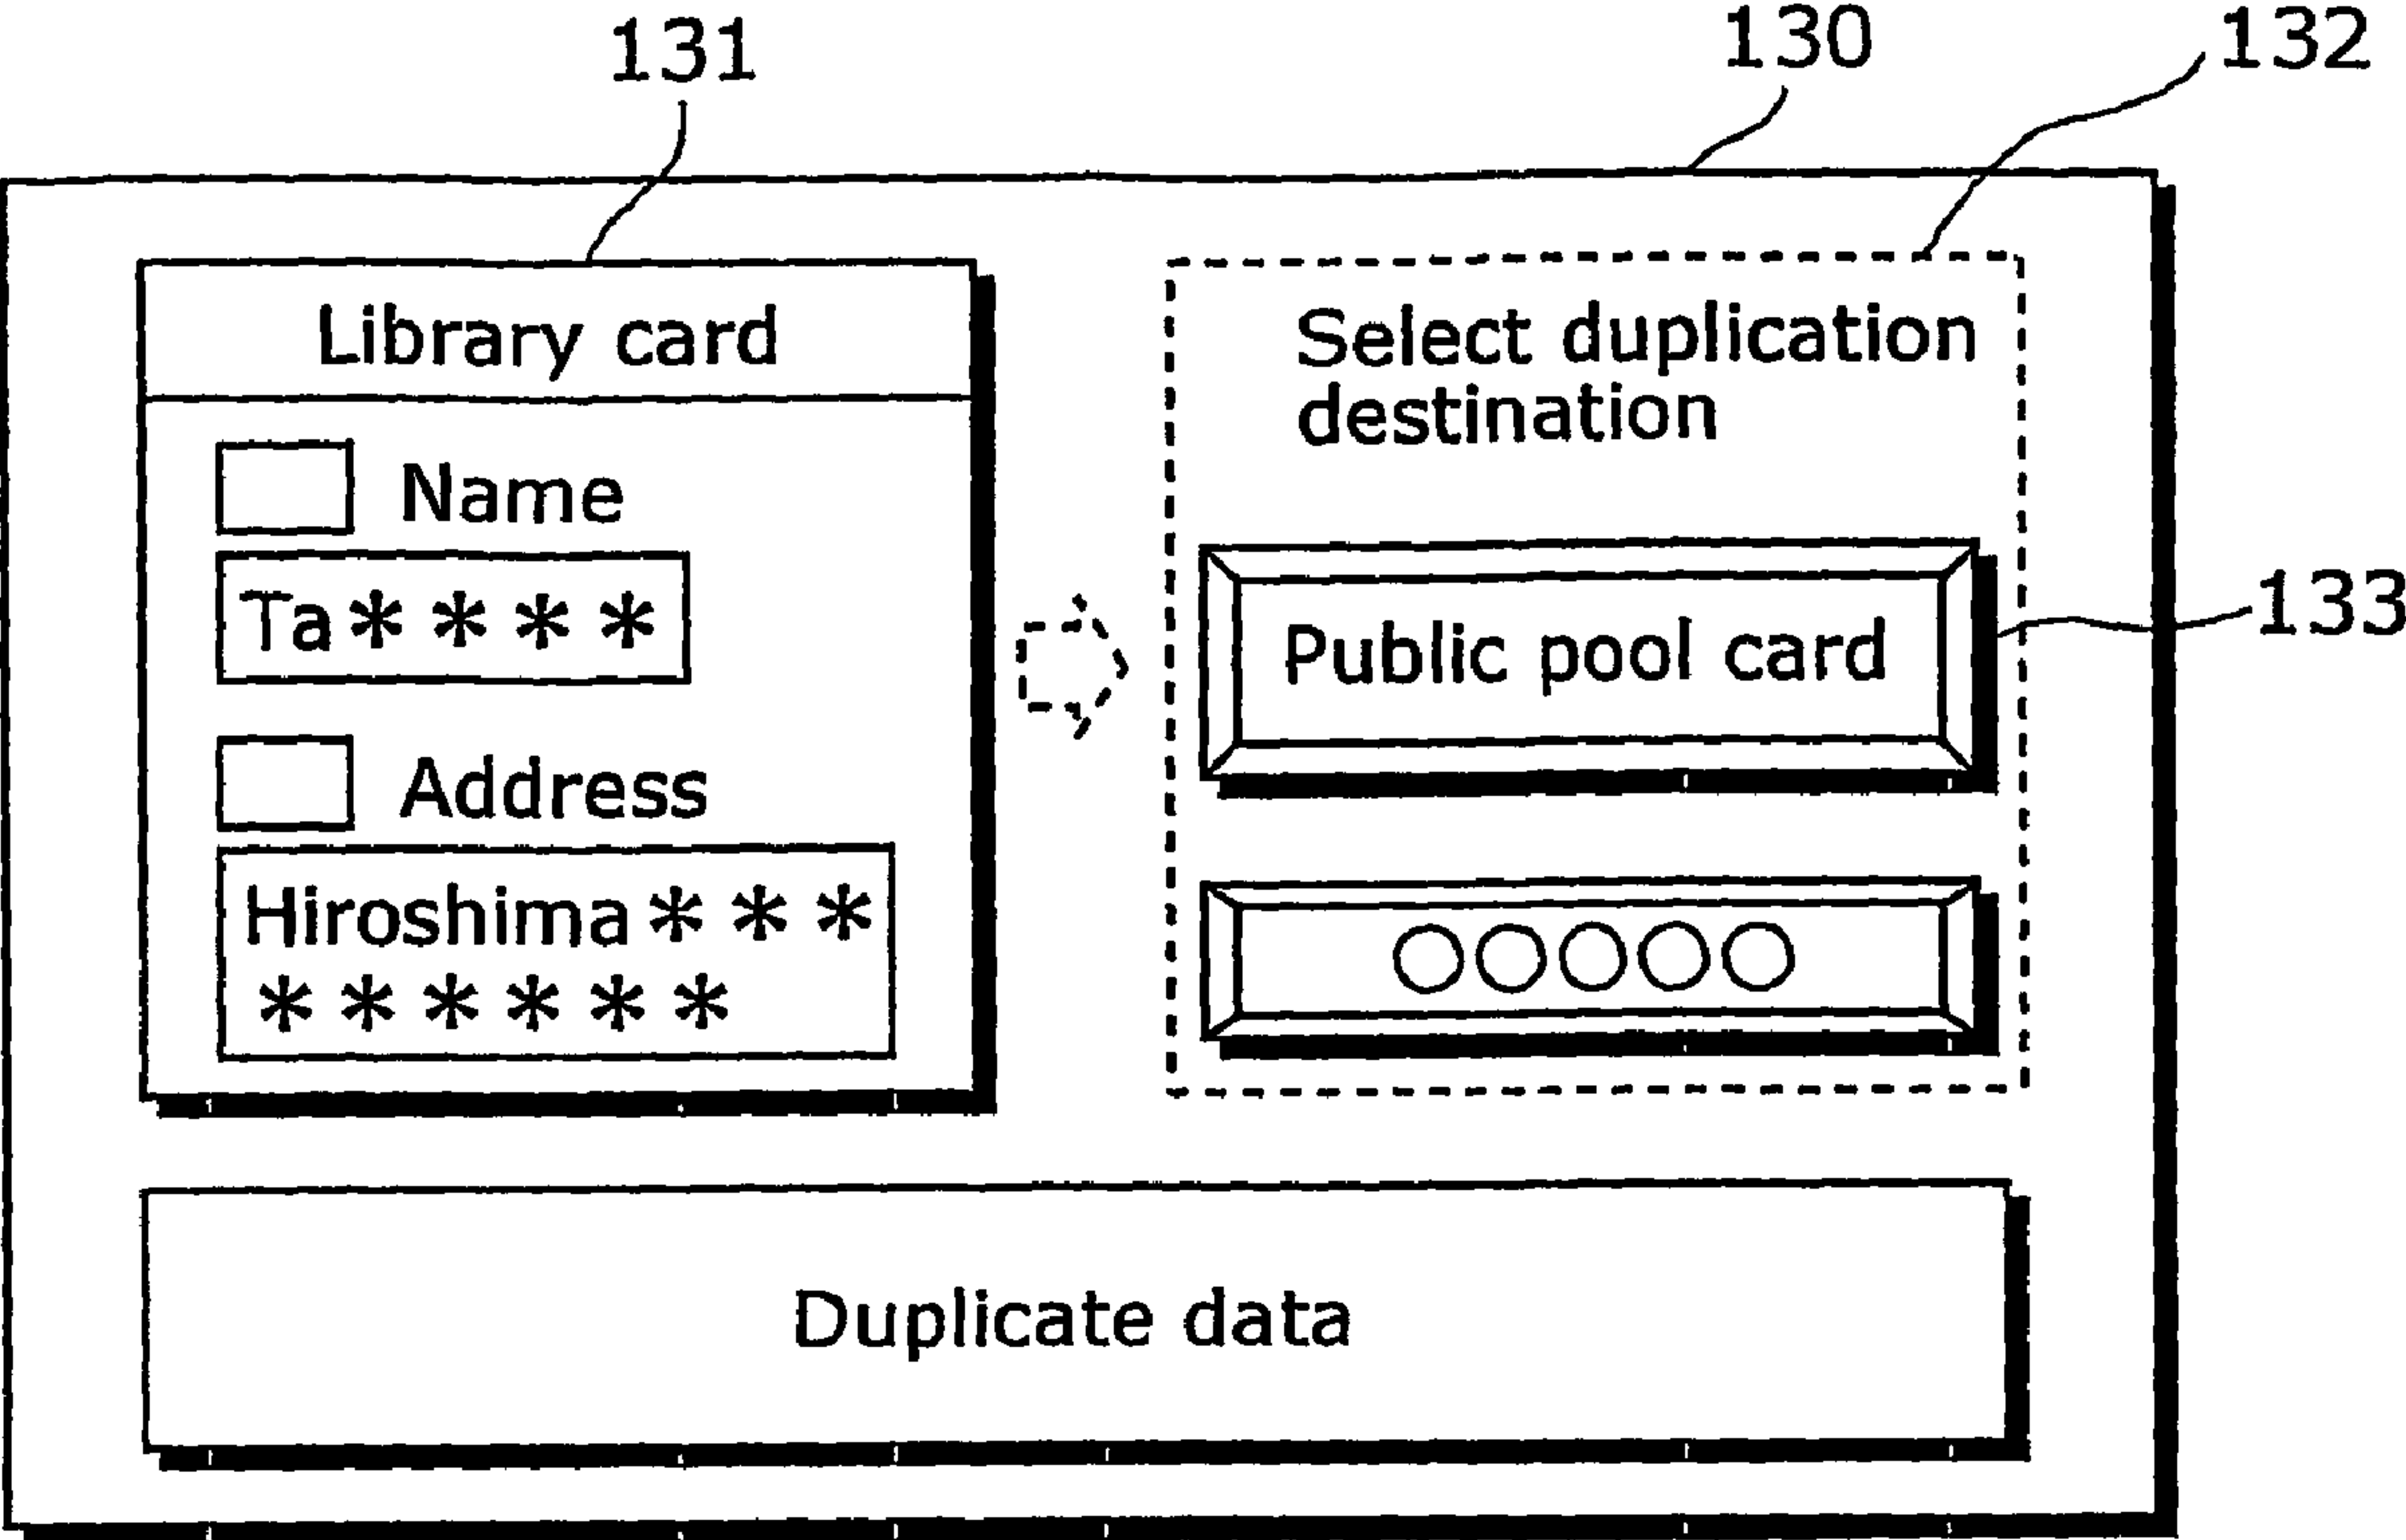 131
130
132
Library card
Name
Ta****
Address
Hiroshima***
******
Select duplication
destination
Public pool card
133
○○○○○
Duplicate data